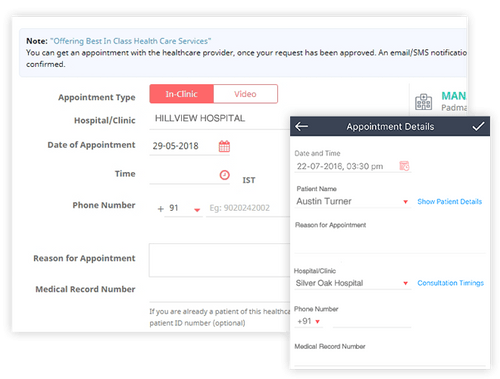 Note: "Offering Best In Class Health Care Services"
You can get an appointment with the healthcare provider, once your request has been approved. An email/SMS notificatio
confirmed.
Appointment Type In-Clinic Video
MAN
Hospital/Clinic HILLVIEW HOSPITAL
Padma
Date of Appointment 29-05-2018
Time IST
Phone Number + 91 Eg: 9020242002
Reason for Appointment
Medical Record Number
If you are already a patient of this healthca
patient ID number (optional)
Appointment Details
Date and Time
22-07-2016, 03:30 pm
Patient Name
Austin Turner Show Patient Details
Reason for Appointment
Hospital/Clinic
Silver Oak Hospital Consultation Timings
Phone Number
+91
Medical Record Number